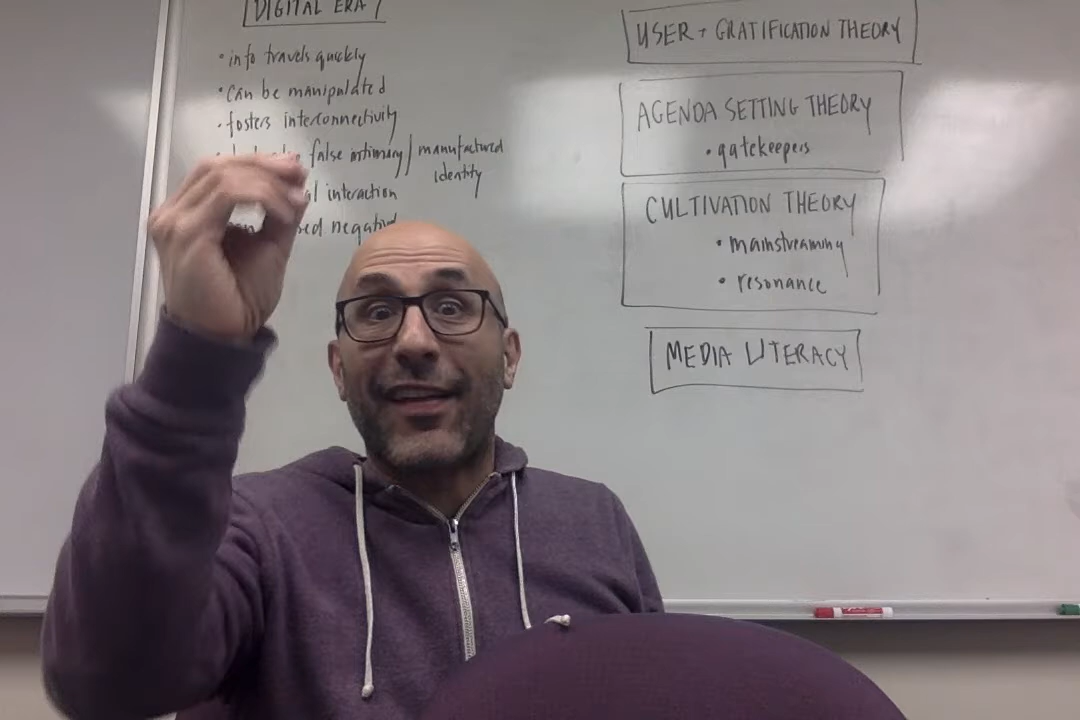 DIGITAL ERA
• info travels quickly
• Can be manipulated
• fosters interconnectivity
false intimacy / manufactured
identity
interaction
USER + GRATIFICATION THEORY
AGENDA SETTING THEORY
• gatekeepers
CULTIVATION THEORY
• mainstreaming
• resonance
MEDIA LITERACY